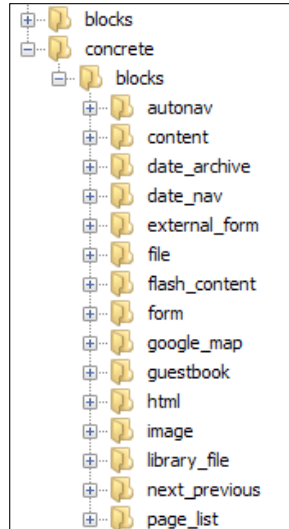 blocks
concrete
blocks
autonav
content
date_archive
date_nav
external_form
file
flash_content
form
google_map
guestbook
html
image
library_file
next_previous
page_list